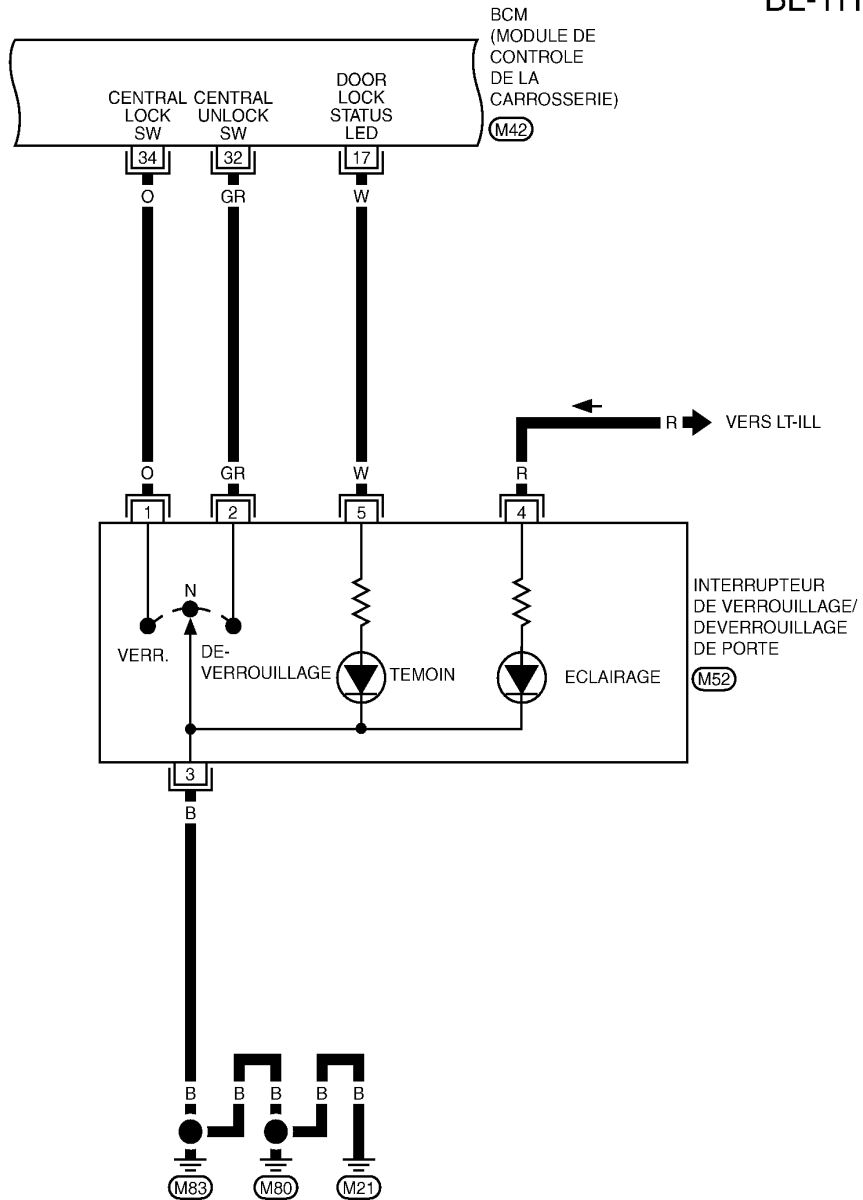 BCM
(MODULE DE
CONTROLE
DE LA
CARROSSERIE)
M42
CENTRAL
LOCK
SW
CENTRAL
UNLOCK
SW
DOOR
LOCK
STATUS
LED
34
32
17
O
GR
W
R
VERS LT-ILL
O
GR
W
R
1
2
5
4
N
VERR.
DE-
VERROUILLAGE
TEMOIN
ECLAIRAGE
INTERRUPTEUR
DE VERROUILLAGE/
DEVERROUILLAGE
DE PORTE
M52
3
B
B
B
B
B
B
M83
M80
M21